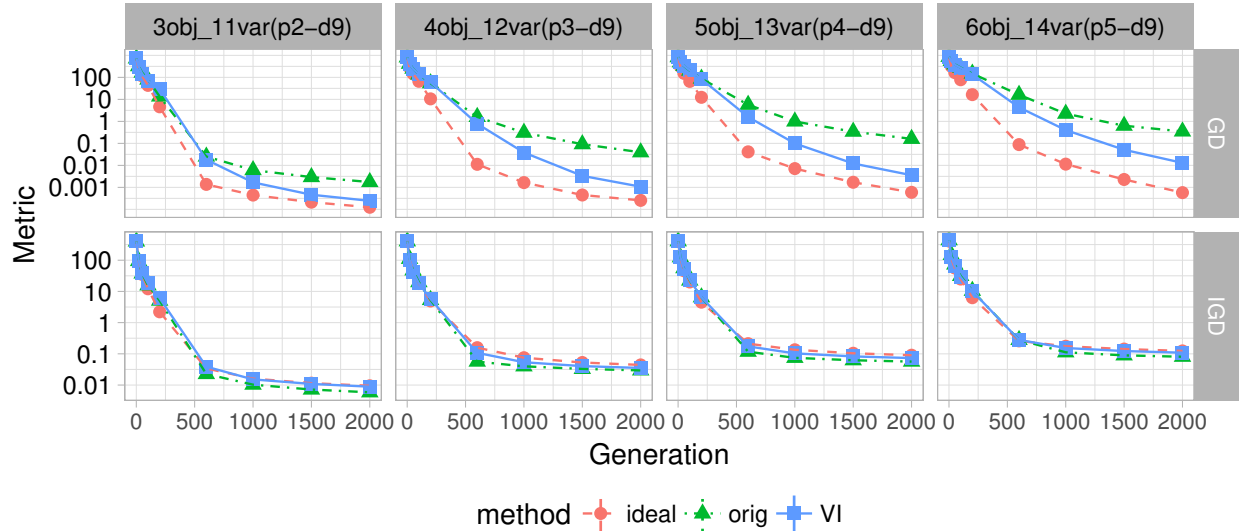 3obj_11var(p2−d9) 4obj_12var(p3−d9) 5obj_13var(p4−d9) 6obj_14var(p5−d9)
100
10
1
0.1
0.01
0.001
GD
Metric
100
10
1
0.1
0.01
IGD
0 500 1000 1500 2000 0 500 1000 1500 2000 0 500 1000 1500 2000 0 500 1000 1500 2000
Generation
method ideal orig VI